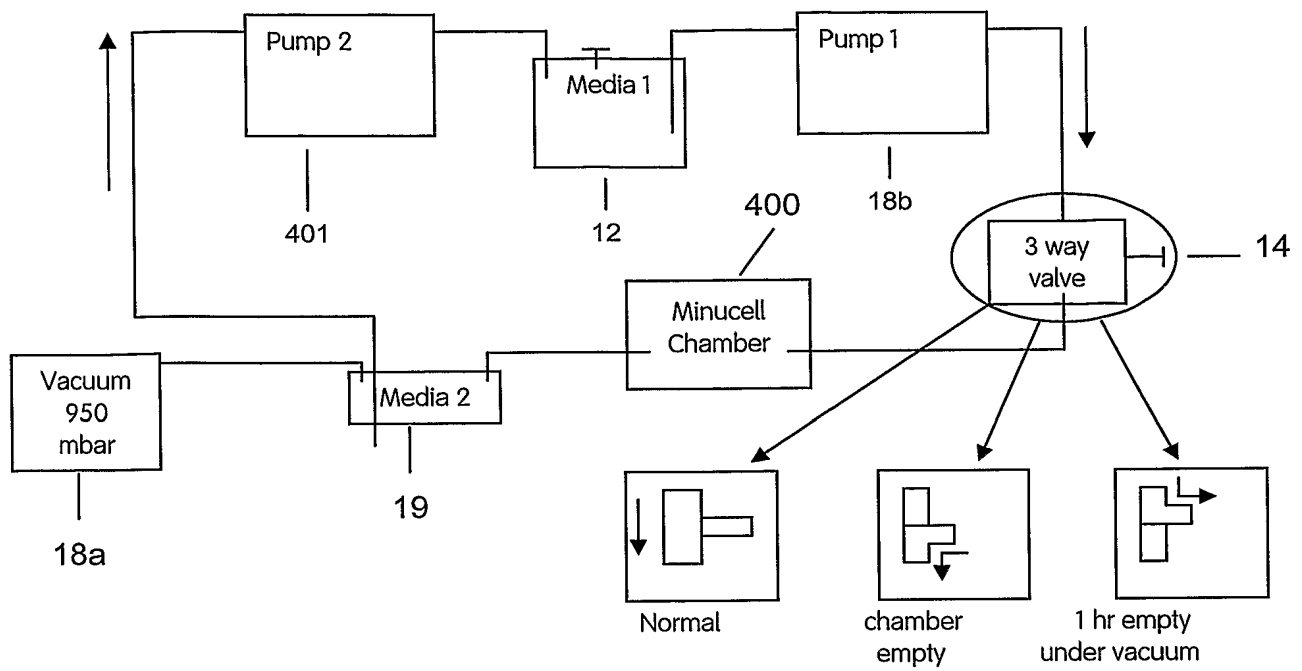 Pump 2
Media 1
Pump 1
401
12
18b
400
3 way
valve
14
Minucell
Chamber
Vacuum
950
mbar
Media 2
19
18a
Normal
chamber
empty
1 hr empty
under vacuum